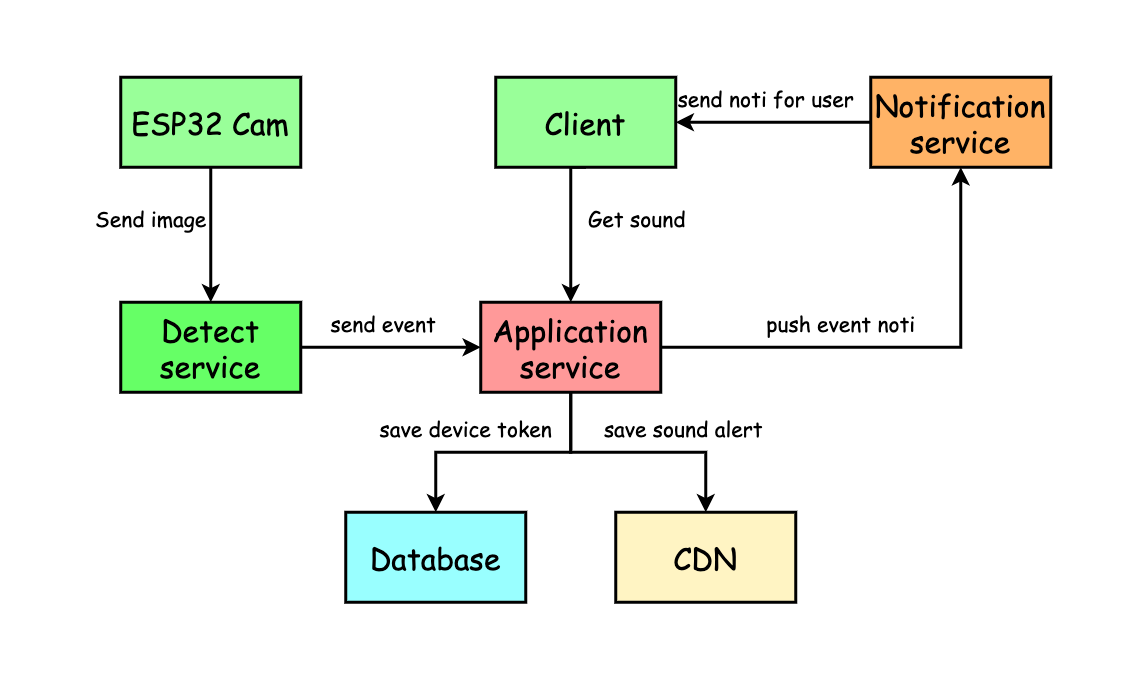 ESP32 Cam
Client
send noti for user
Notification
service
Send image
Get sound
Detect
service
send event
Application
service
push event noti
save device token
save sound alert
Database
CDN